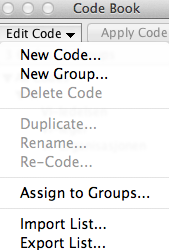 Code Book
Edit Code Apply Code
New Code...
New Group...
Delete Code
Duplicate...
Rename...
Re-Code...
Assign to Groups...
Import List...
Export List...